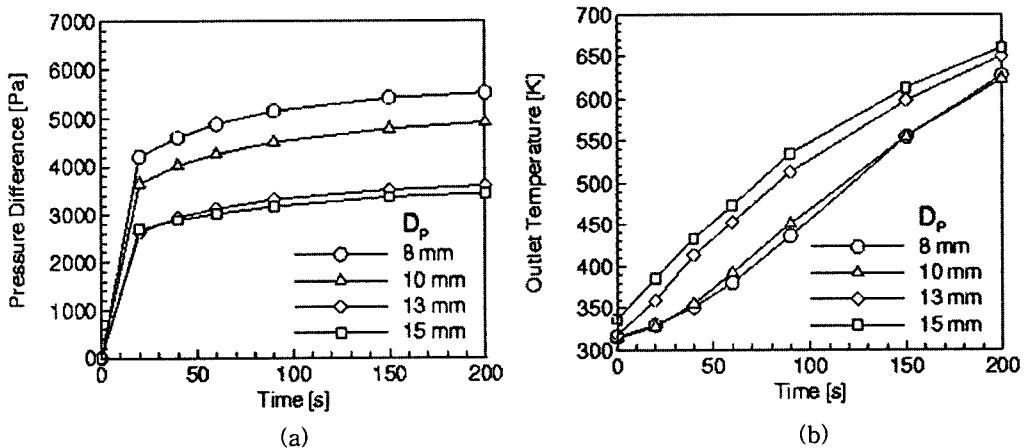 Pressure Difference [Pa]
7000
6000
5000
4000
3000
2000
1000
0
0
50
100
150
200
Time [s]
D_P
8 mm
10 mm
13 mm
15 mm
(a)
Outlet Temperature [K]
700
650
600
550
500
450
400
350
300
0
50
100
150
200
Time [s]
D_P
8 mm
10 mm
13 mm
15 mm
(b)